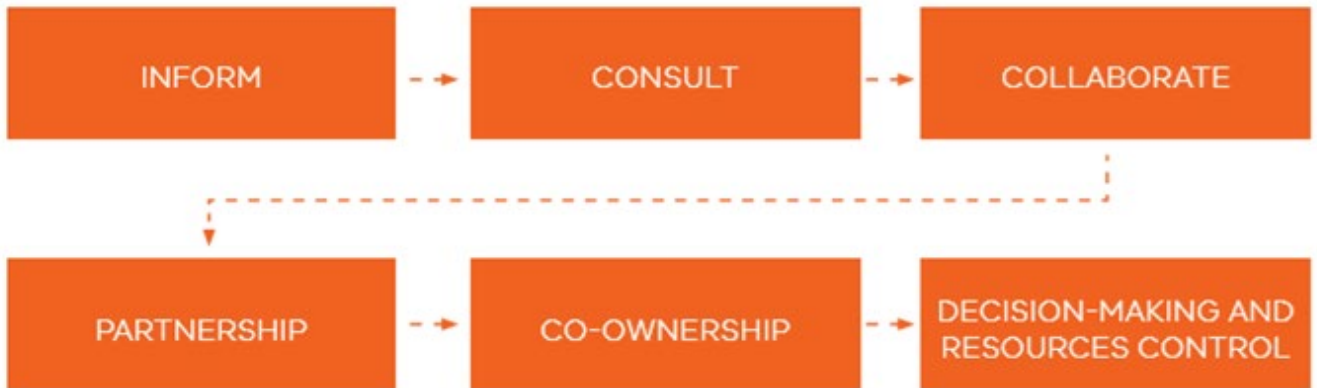 INFORM
CONSULT
COLLABORATE
PARTNERSHIP
CO-OWNERSHIP
DECISION-MAKING AND
RESOURCES CONTROL